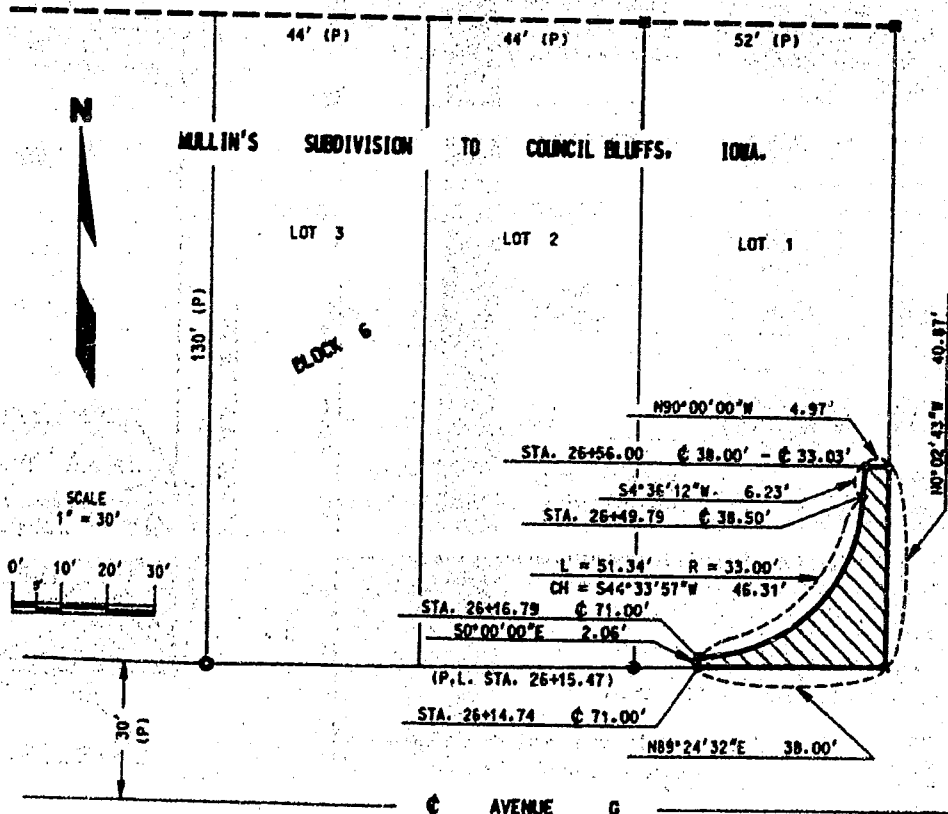 44' (P) 44' (P) 52' (P)
N
MULLIN'S SUBDIVISION TO COUNCIL BLUFFS, IOWA.
LOT 3 LOT 2 LOT 1
130' (P)
BLOCK 6
N0°02'43"W 40.87'
N90°00'00"W 4.97'
STA. 26+56.00 ₵ 38.00' - ₵ 33.03'
S4°36'12"W 6.23'
STA. 26+49.79 ₵ 38.50'
SCALE
1" = 30'
0' 10' 20' 30'
5'
L = 51.34' R = 33.00'
CH = S44°33'57"W 46.31'
STA. 26+16.79 ₵ 71.00'
S0°00'00"E 2.06'
(P.L. STA. 26+15.47)
STA. 26+14.74 ₵ 71.00'
30'
(P)
N89°24'32"E 38.00'
₵ AVENUE G